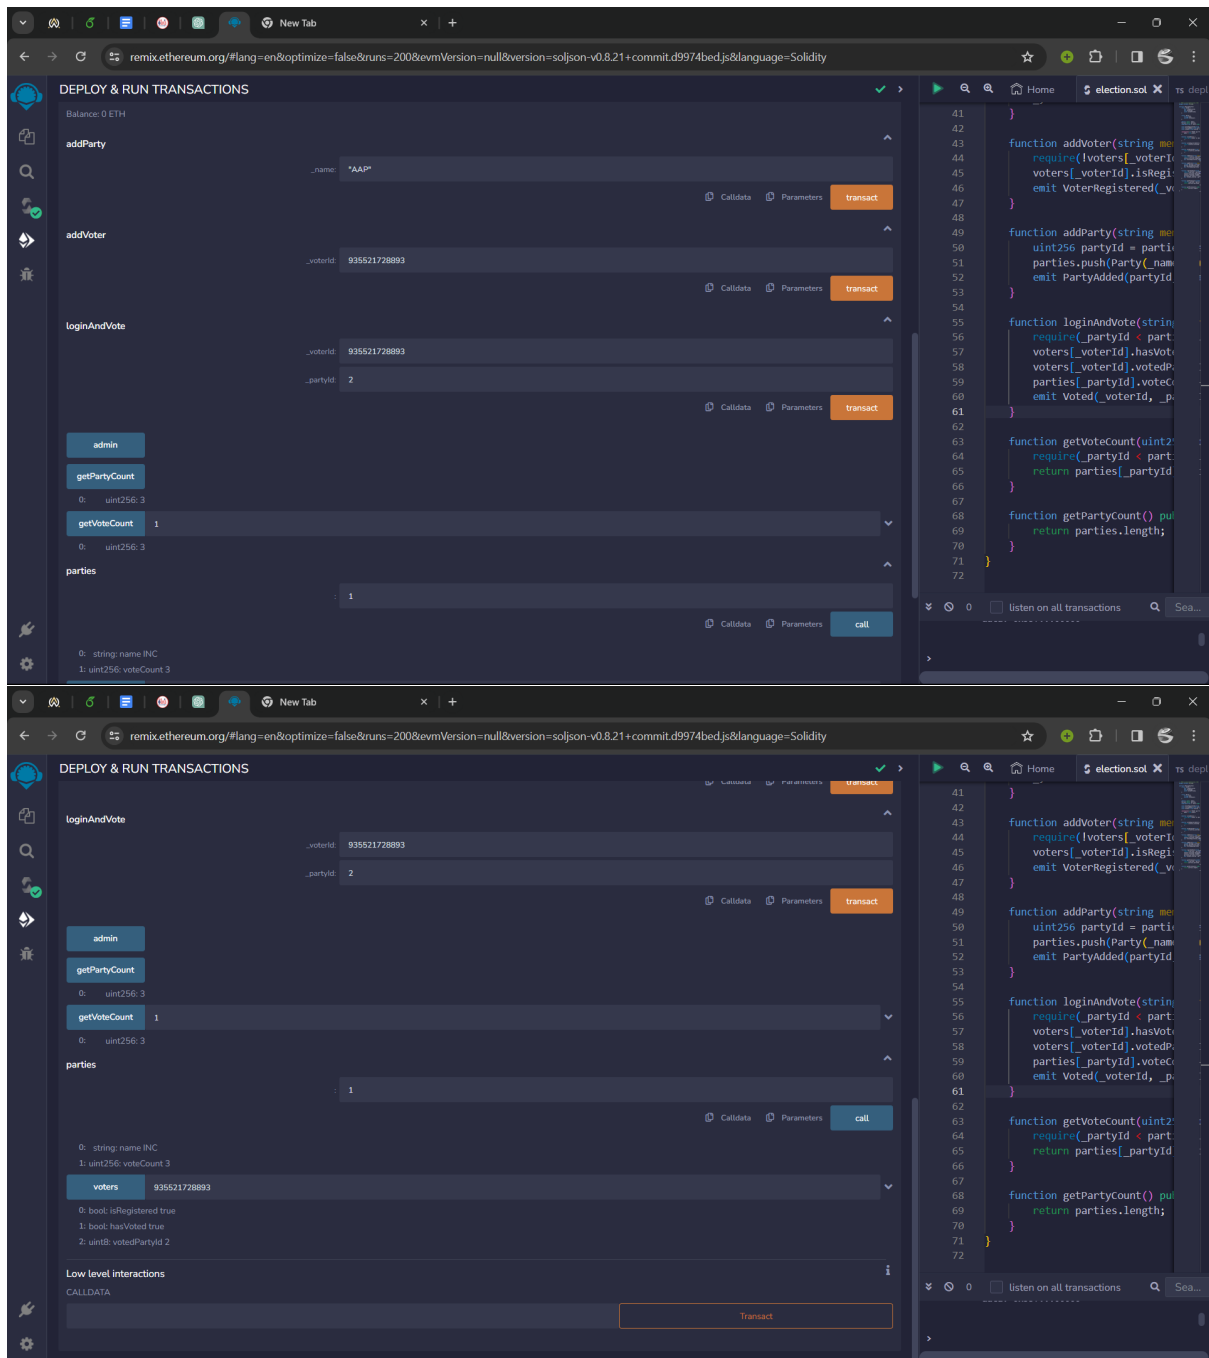 New Tab
remix.ethereum.org/#lang=en&optimize=false&runs=200&evmVersion=null&version=soljson-v0.8.21+commit.d9974bed.js&language=Solidity
DEPLOY & RUN TRANSACTIONS
Balance: 0 ETH
addParty
_name: "AAP"
Calldata Parameters transact
addVoter
_voterId: 935521728893
Calldata Parameters transact
loginAndVote
_voterId: 935521728893
_partyId: 2
Calldata Parameters transact
admin
getPartyCount
0: uint256: 3
getVoteCount 1
0: uint256: 3
parties
: 1
Calldata Parameters call
0: string: name INC
1: uint256: voteCount 3
Home election.sol TS depl
41 }
42
43 function addVoter(string me
44 require(!voters[_voterI
45 voters[_voterId].isRegi
46 emit VoterRegistered(_v
47 }
48
49 function addParty(string me
50 uint256 partyId = parti
51 parties.push(Party(_nam
52 emit PartyAdded(partyId
53 }
54
55 function loginAndVote(strin
56 require(_partyId < part
57 voters[_voterId].hasVot
58 voters[_voterId].votedP
59 parties[_partyId].voteC
60 emit Voted(_voterId, _p
61 }
62
63 function getVoteCount(uint2
64 require(_partyId < part
65 return parties[_partyId
66 }
67
68 function getPartyCount() pu
69 return parties.length;
70 }
71 }
72
0 listen on all transactions Sea...
>
New Tab
remix.ethereum.org/#lang=en&optimize=false&runs=200&evmVersion=null&version=soljson-v0.8.21+commit.d9974bed.js&language=Solidity
DEPLOY & RUN TRANSACTIONS
Calldata Parameters transact
loginAndVote
_voterId: 935521728893
_partyId: 2
Calldata Parameters transact
admin
getPartyCount
0: uint256: 3
getVoteCount 1
0: uint256: 3
parties
: 1
Calldata Parameters call
0: string: name INC
1: uint256: voteCount 3
voters 935521728893
0: bool: isRegistered true
1: bool: hasVoted true
2: uint8: votedPartyId 2
Low level interactions
CALLDATA
Transact
Home election.sol TS depl
41 }
42
43 function addVoter(string me
44 require(!voters[_voterI
45 voters[_voterId].isRegi
46 emit VoterRegistered(_v
47 }
48
49 function addParty(string me
50 uint256 partyId = parti
51 parties.push(Party(_nam
52 emit PartyAdded(partyId
53 }
54
55 function loginAndVote(strin
56 require(_partyId < part
57 voters[_voterId].hasVot
58 voters[_voterId].votedP
59 parties[_partyId].voteC
60 emit Voted(_voterId, _p
61 }
62
63 function getVoteCount(uint2
64 require(_partyId < part
65 return parties[_partyId
66 }
67
68 function getPartyCount() pu
69 return parties.length;
70 }
71 }
72
0 listen on all transactions Sea...
>